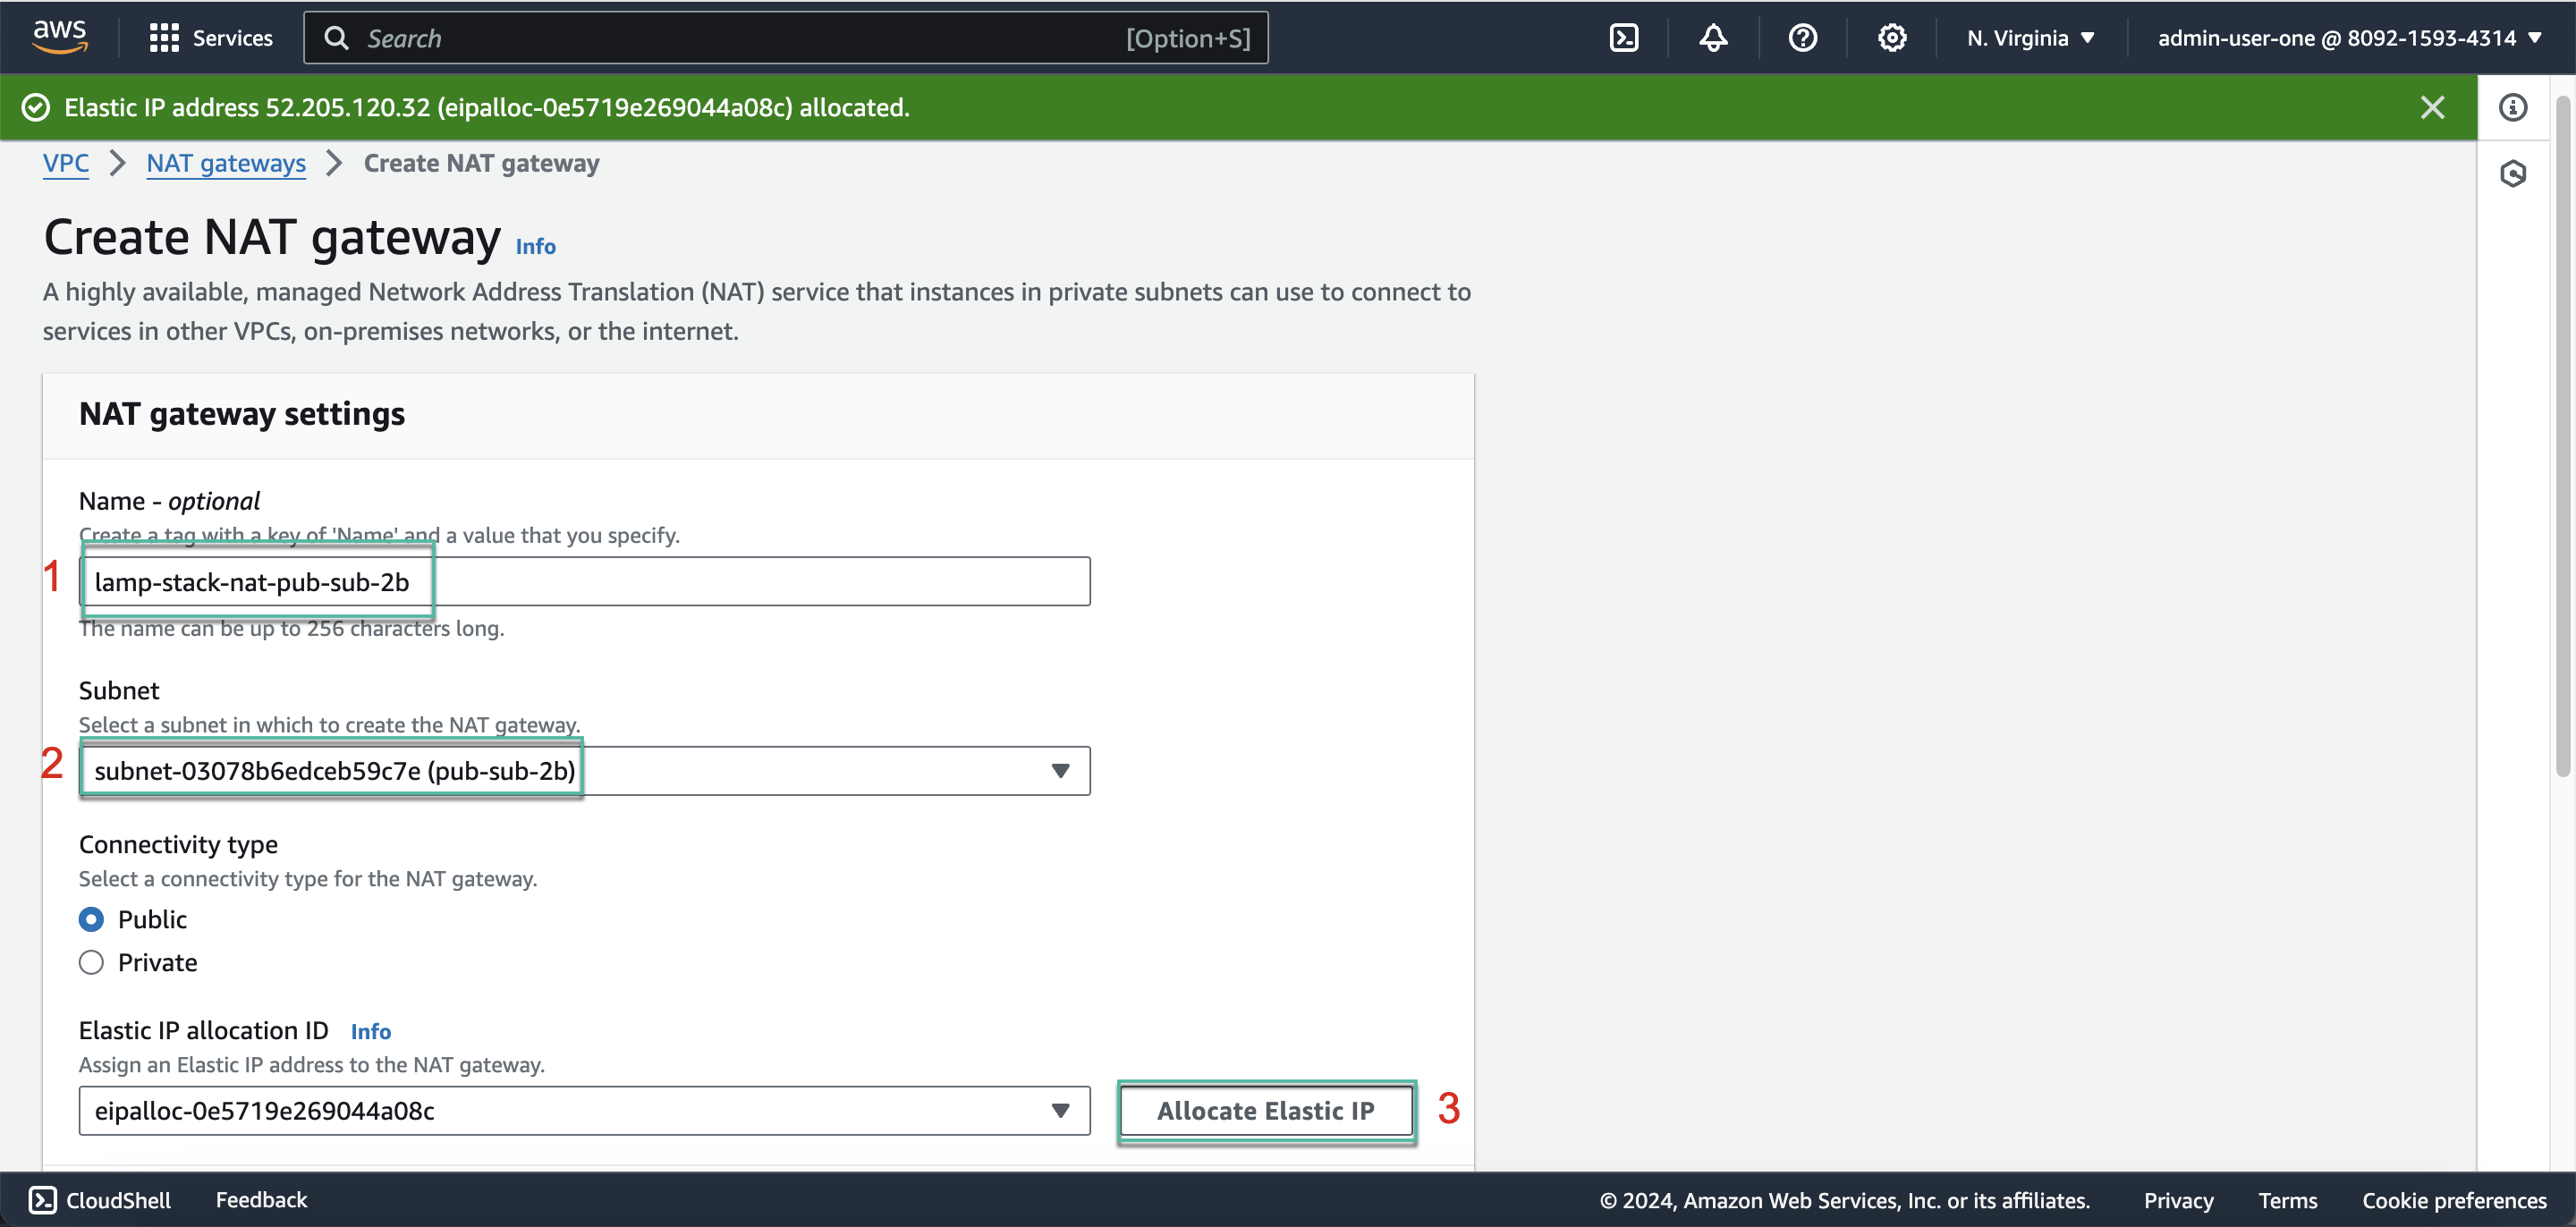 aws
Services
Search
[Option+S]
N. Virginia
admin-user-one @ 8092-1593-4314
Elastic IP address 52.205.120.32 (eipalloc-0e5719e269044a08c) allocated.
VPC
NAT gateways
Create NAT gateway
Create NAT gateway Info
A highly available, managed Network Address Translation (NAT) service that instances in private subnets can use to connect to
services in other VPCs, on-premises networks, or the internet.
NAT gateway settings
Name - optional
Create a tag with a key of 'Name' and a value that you specify.
1
lamp-stack-nat-pub-sub-2b
The name can be up to 256 characters long.
Subnet
Select a subnet in which to create the NAT gateway.
2
subnet-03078b6edceb59c7e (pub-sub-2b)
Connectivity type
Select a connectivity type for the NAT gateway.
Public
Private
Elastic IP allocation ID Info
Assign an Elastic IP address to the NAT gateway.
eipalloc-0e5719e269044a08c
Allocate Elastic IP
3
CloudShell
Feedback
© 2024, Amazon Web Services, Inc. or its affiliates.
Privacy
Terms
Cookie preferences